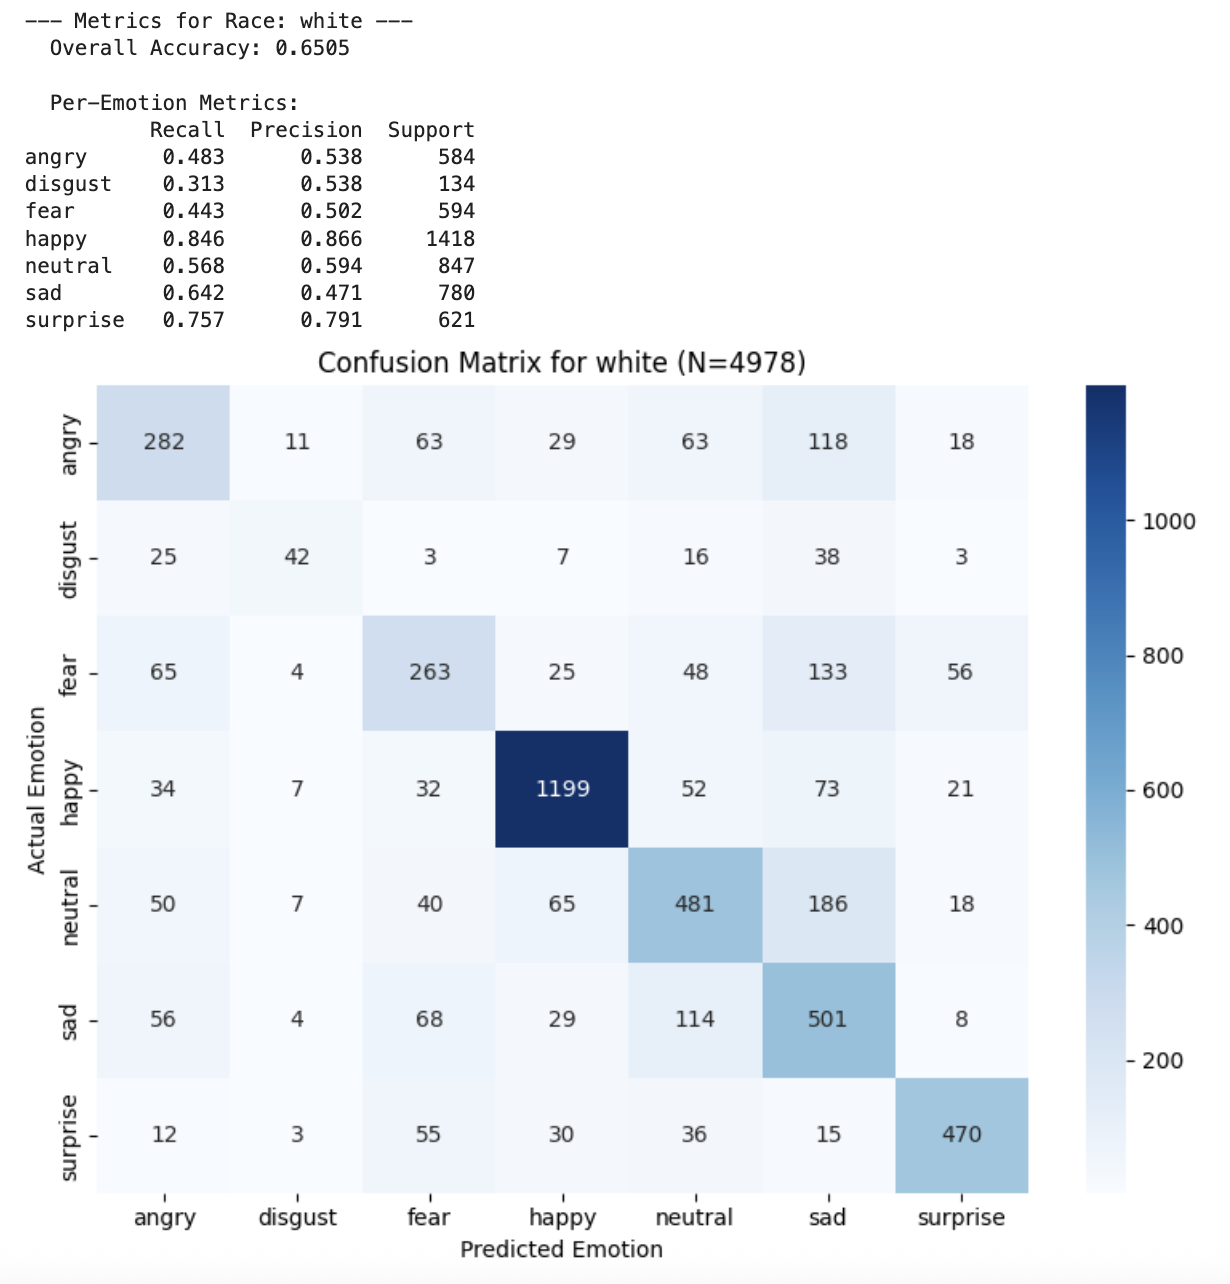 --- Metrics for Race: white ---
Overall Accuracy: 0.6505
Per-Emotion Metrics:
Recall Precision Support
angry 0.483 0.538 584
disgust 0.313 0.538 134
fear 0.443 0.502 594
happy 0.846 0.866 1418
neutral 0.568 0.594 847
sad 0.642 0.471 780
surprise 0.757 0.791 621
Confusion Matrix for white (N=4978)
angry 282 11 63 29 63 118 18
disgust 25 42 3 7 16 38 3
fear 65 4 263 25 48 133 56
happy 34 7 32 1199 52 73 21
neutral 50 7 40 65 481 186 18
sad 56 4 68 29 114 501 8
surprise 12 3 55 30 36 15 470
angry disgust fear happy neutral sad surprise
Predicted Emotion
Actual Emotion
1000
800
600
400
200